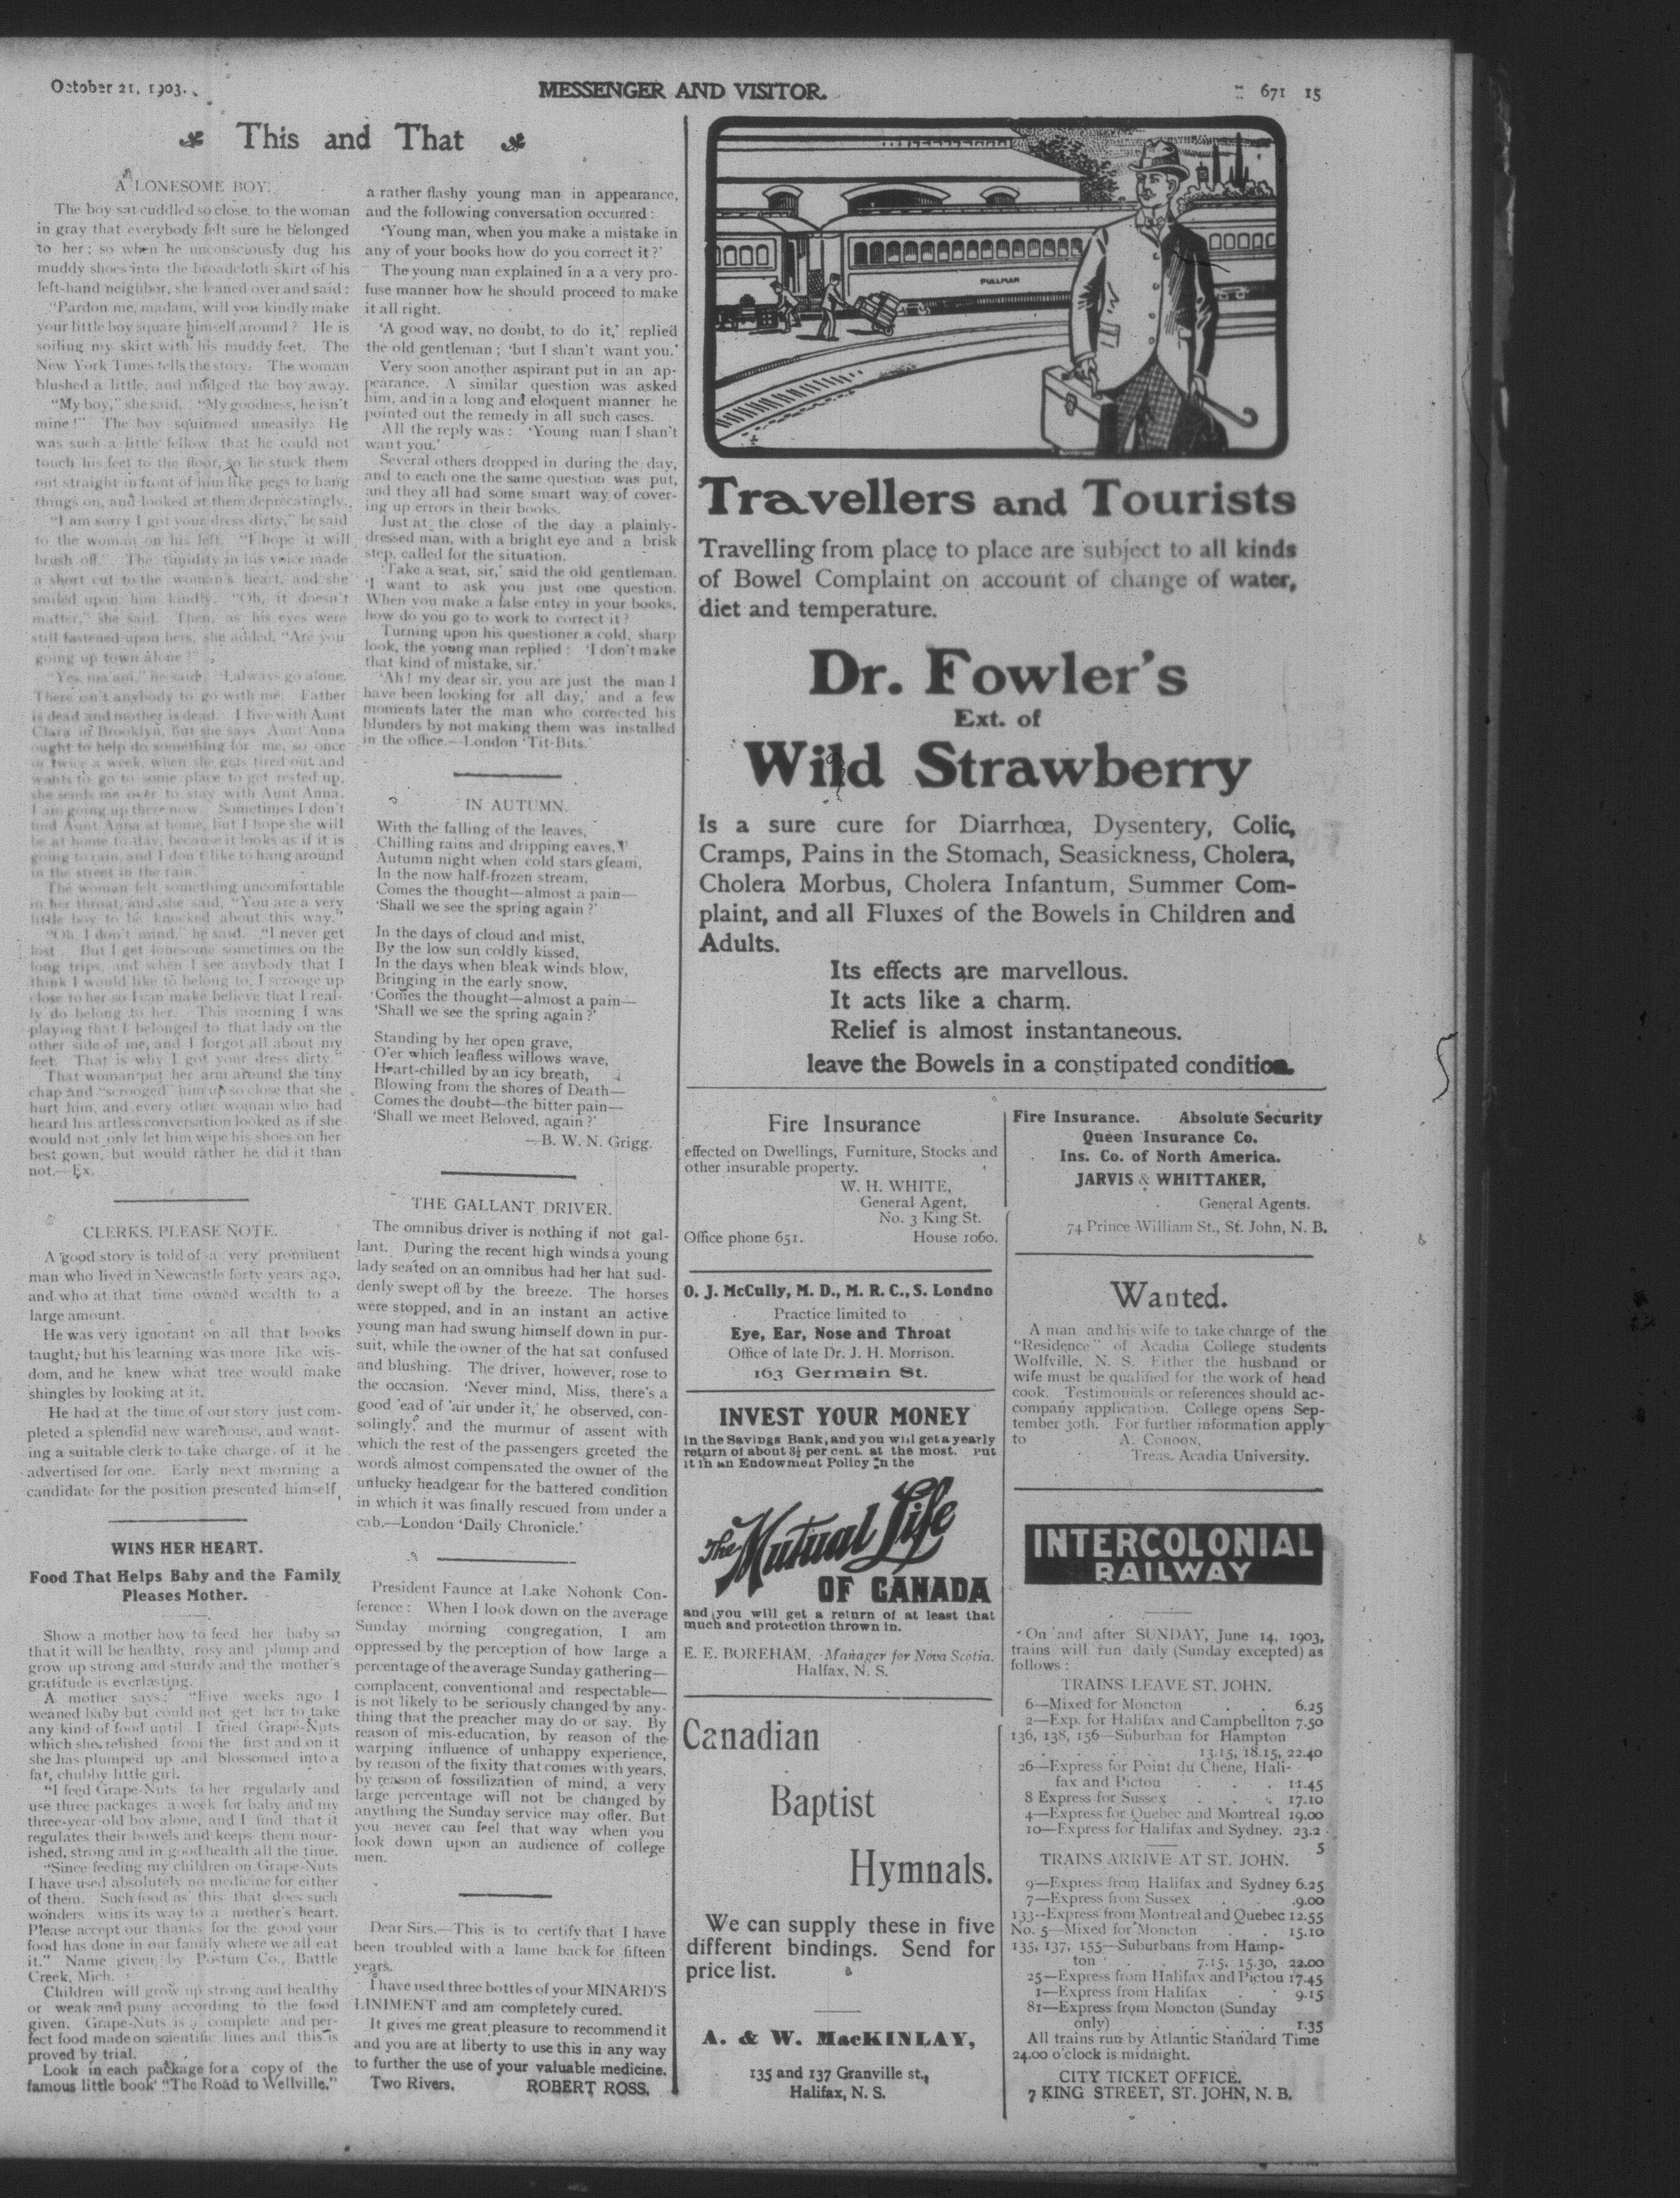 October 21, 1903.
MESSENGER AND VISITOR.
671 15
This and That
A LONESOME BOY.
The boy sat cuddled so close to the woman
in gray that everybody felt sure he belonged
to her; so when he unconsciously dug his
muddy shoes into the broadcloth skirt of his
left-hand neighbor, she leaned over and said:
"Pardon me, madam, will you kindly make
your little boy square himself around? He is
soiling my skirt with his muddy feet. The
New York Times tells the story. The woman
blushed a little, and nudged the boy away.
"My boy," she said. "My goodness, he isn't
mine!" The boy squirmed uneasily. He
was such a little fellow that he could not
touch his feet to the floor, so he stuck them
out straight in front of him like pegs to hang
things on, and looked at them deprecatingly.
"I am sorry I got your dress dirty," he said
to the woman on his left. "I hope it will
brush off." The timidity in his voice made
a short cut to the woman's heart, and she
smiled upon him kindly. "Oh, it doesn't
matter," she said. Then, as his eyes were
still fastened upon hers, she added, "Are you
going up town alone?"
"Yes, ma'am," he said, "I always go alone.
There isn't anybody to go with me. Father
is dead and mother is dead. I live with Aunt
Clara in Brooklyn, but she says Aunt Anna
ought to help do something for me, so once
or twice a week, when she gets tired out and
wants to go to some place to get rested up,
she sends me over to stay with Aunt Anna.
I am going up there now. Sometimes I don't
find Aunt Anna at home, but I hope she will
be at home to-day, because it looks as if it is
going to rain, and I don't like to hang around
in the street in the rain."
The woman felt something uncomfortable
in her throat, and she said, "You are a very
little boy to be knocked about this way."
"Oh, I don't mind," he said. "I never get
lost. But I get lonesome sometimes on the
long trips, and when I see anybody that I
think I would like to belong to, I scrooge up
close to her so I can make believe that I real-
ly do belong to her. This morning I was
playing that I belonged to that lady on the
other side of me, and I forgot all about my
feet. That is why I got your dress dirty."
That woman put her arm around the tiny
chap and "scrooged" him up so close that she
hurt him, and every other woman who had
heard his artless conversation looked as if she
would not only let him wipe his shoes on her
best gown, but would rather he did it than
not.—Ex.
CLERKS, PLEASE NOTE.
A good story is told of a very prominent
man who lived in Newcastle forty years ago,
and who at that time owned wealth to a
large amount.
He was very ignorant on all that books
taught, but his learning was more like wis-
dom, and he knew what tree would make
shingles by looking at it.
He had at the time of our story just com-
pleted a splendid new warehouse, and want-
ing a suitable clerk to take charge of it he
advertised for one. Early next morning a
candidate for the position presented himself,
WINS HER HEART.
Food That Helps Baby and the Family
Pleases Mother.
Show a mother how to feed her baby so
that it will be healhty, rosy and plump and
grow up strong and sturdy and the mother's
gratitude is everlasting.
A mother says: "Five weeks ago I
weaned baby but could not get her to take
any kind of food until I tried Grape-Nuts
which she relished from the first and on it
she has plumped up and blossomed into a
fat, chubby little girl.
"I feed Grape-Nuts to her regularly and
use three packages a week for baby and my
three-year-old boy alone, and I find that it
regulates their bowels and keeps them nour-
ished, strong and in good health all the time.
"Since feeding my children on Grape-Nuts
I have used absolutely no medicine for either
of them. Such food as this that does such
wonders wins its way to a mother's heart.
Please accept our thanks for the good your
food has done in our family where we all eat
it." Name given by Postum Co., Battle
Creek, Mich.
Children will grow up strong and healthy
or weak and puny according to the food
given. Grape-Nuts is a complete and per-
fect food made on scientific lines and this is
proved by trial.
Look in each package for a copy of the
famous little book "The Road to Wellville."
a rather flashy young man in appearance,
and the following conversation occurred:
'Young man, when you make a mistake in
any of your books how do you correct it?'
The young man explained in a a very pro-
fuse manner how he should proceed to make
it all right.
'A good way, no doubt, to do it,' replied
the old gentleman; 'but I shan't want you.'
Very soon another aspirant put in an ap-
pearance. A similar question was asked
him, and in a long and eloquent manner he
pointed out the remedy in all such cases.
All the reply was: 'Young man I shan't
want you.'
Several others dropped in during the day,
and to each one the same question was put,
and they all had some smart way of cover-
ing up errors in their books.
Just at the close of the day a plainly-
dressed man, with a bright eye and a brisk
step, called for the situation.
'Take a seat, sir,' said the old gentleman.
'I want to ask you just one question.
When you make a false entry in your books,
how do you go to work to correct it?
Turning upon his questioner a cold, sharp
look, the young man replied: 'I don't make
that kind of mistake, sir.'
'Ah! my dear sir, you are just the man I
have been looking for all day,' and a few
moments later the man who corrected his
blunders by not making them was installed
in the office.—London 'Tit-Bits.'
IN AUTUMN.
With the falling of the leaves,
Chilling rains and dripping eaves,
Autumn night when cold stars gleam,
In the now half-frozen stream,
Comes the thought—almost a pain—
'Shall we see the spring again?'
In the days of cloud and mist,
By the low sun coldly kissed,
In the days when bleak winds blow,
Bringing in the early snow,
Comes the thought—almost a pain—
'Shall we see the spring again?'
Standing by her open grave,
O'er which leafless willows wave,
Heart-chilled by an icy breath,
Blowing from the shores of Death—
Comes the doubt—the bitter pain—
'Shall we meet Beloved, again?'
—B. W. N. Grigg.
THE GALLANT DRIVER.
The omnibus driver is nothing if not gal-
lant. During the recent high winds a young
lady seated on an omnibus had her hat sud-
denly swept off by the breeze. The horses
were stopped, and in an instant an active
young man had swung himself down in pur-
suit, while the owner of the hat sat confused
and blushing. The driver, however, rose to
the occasion. 'Never mind, Miss, there's a
good 'ead of 'air under it,' he observed, con-
solingly, and the murmur of assent with
which the rest of the passengers greeted the
words almost compensated the owner of the
unlucky headgear for the battered condition
in which it was finally rescued from under a
cab.—London 'Daily Chronicle.'
President Faunce at Lake Nohonk Con-
ference: When I look down on the average
Sunday morning congregation, I am
oppressed by the perception of how large a
percentage of the average Sunday gathering—
complacent, conventional and respectable—
is not likely to be seriously changed by any-
thing that the preacher may do or say. By
reason of mis-education, by reason of the
warping influence of unhappy experience,
by reason of the fixity that comes with years,
by reason of fossilization of mind, a very
large percentage will not be changed by
anything the Sunday service may offer. But
you never can feel that way when you
look down upon an audience of college
men.
Dear Sirs.—This is to certify that I have
been troubled with a lame back for fifteen
years.
I have used three bottles of your MINARD'S
LINIMENT and am completely cured.
It gives me great pleasure to recommend it
and you are at liberty to use this in any way
to further the use of your valuable medicine.
Two Rivers. ROBERT ROSS.
PULLMAN
Travellers and Tourists
Travelling from place to place are subject to all kinds
of Bowel Complaint on account of change of water,
diet and temperature.
Dr. Fowler's
Ext. of
Wild Strawberry
Is a sure cure for Diarrhœa, Dysentery, Colic,
Cramps, Pains in the Stomach, Seasickness, Cholera,
Cholera Morbus, Cholera Infantum, Summer Com-
plaint, and all Fluxes of the Bowels in Children and
Adults.
Its effects are marvellous.
It acts like a charm.
Relief is almost instantaneous.
leave the Bowels in a constipated condition.
Fire Insurance
effected on Dwellings, Furniture, Stocks and
other insurable property.
W. H. WHITE,
General Agent,
No. 3 King St.
Office phone 651. House 1060.
O. J. McCully, M. D., M. R. C., S. Londno
Practice limited to
Eye, Ear, Nose and Throat
Office of late Dr. J. H. Morrison.
163 Germain St.
INVEST YOUR MONEY
in the Savings Bank, and you will get a yearly
return of about 3½ per cent. at the most. Put
it in an Endowment Policy in the
The Mutual Life
OF CANADA
and you will get a return of at least that
much and protection thrown in.
E. E. BOREHAM, Manager for Nova Scotia.
Halfax, N. S.
Canadian
Baptist
Hymnals.
We can supply these in five
different bindings. Send for
price list.
A. & W. MacKINLAY,
135 and 137 Granville st.,
Halifax, N. S.
Fire Insurance. Absolute Security
Queen Insurance Co.
Ins. Co. of North America.
JARVIS & WHITTAKER,
General Agents.
74 Prince William St., St. John, N. B.
Wanted.
A man and his wife to take charge of the
"Residence" of Acadia College students
Wolfville, N. S. Either the husband or
wife must be qualified for the work of head
cook. Testimonials or references should ac-
company application. College opens Sep-
tember 30th. For further information apply
to A. COHOON,
Treas. Acadia University.
INTERCOLONIAL
RAILWAY
On and after SUNDAY, June 14, 1903,
trains will run daily (Sunday excepted) as
follows:
TRAINS LEAVE ST. JOHN.
6—Mixed for Moncton . . 6.25
2—Exp. for Halifax and Campbellton 7.50
136, 138, 156—Suburban for Hampton
13.15, 18.15, 22.40
26—Express for Point du Chene, Hali-
fax and Pictou . . . 11.45
8 Express for Sussex . . . 17.10
4—Express for Quebec and Montreal 19.00
10—Express for Halifax and Sydney. 23.2
5
TRAINS ARRIVE AT ST. JOHN.
9—Express from Halifax and Sydney 6.25
7—Express from Sussex . . .9.00
133--Express from Montreal and Quebec 12.55
No. 5—Mixed for Moncton . . 15.10
135, 137, 155—Suburbans from Hamp-
ton . . 7.15, 15.30, 22.00
25—Express from Halifax and Pictou 17.45
1—Express from Halifax . . 9.15
81—Express from Moncton (Sunday
only) . . . . 1.35
All trains run by Atlantic Standard Time
24.00 o'clock is midnight.
CITY TICKET OFFICE.
7 KING STREET, ST. JOHN, N. B.